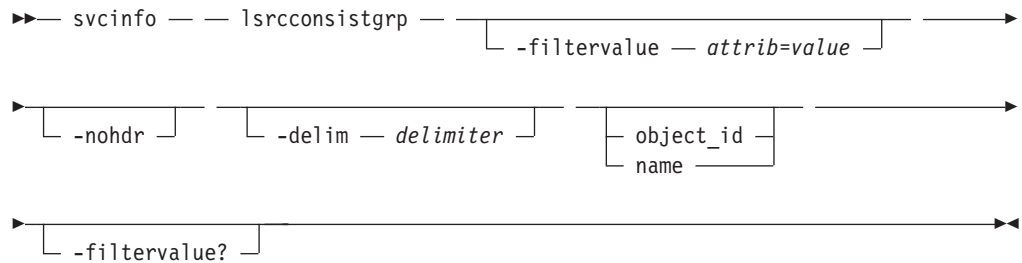 svcinfo lsrcconsistgrp
-filtervalue attrib=value
-nohdr -delim delimiter object_id
name
-filtervalue?